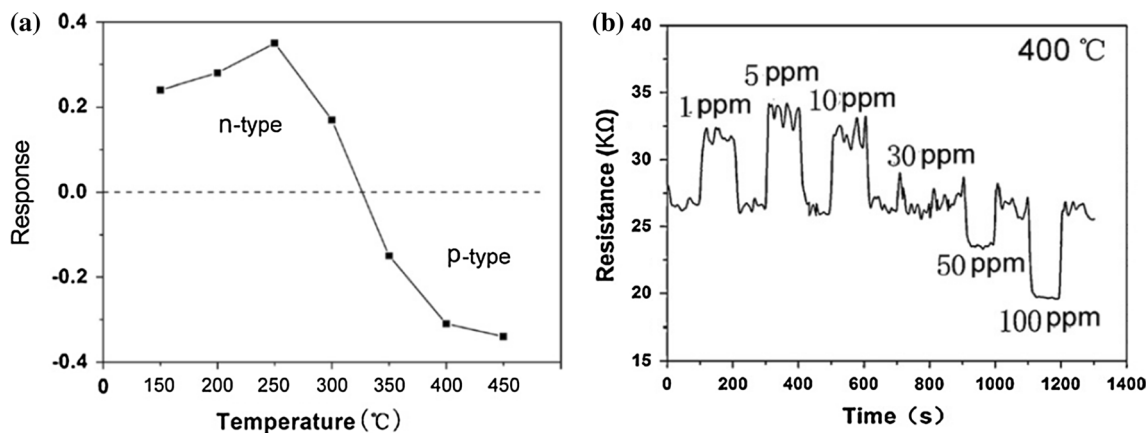 (a)
Response
0.4
0.2
0.0
-0.2
-0.4
n-type
p-type
0 150 200 250 300 350 400 450
Temperature(℃)
(b)
Resistance (KΩ)
40
35
30
25
20
15
400 ℃
1 ppm
5 ppm
10 ppm
30 ppm
50 ppm
100 ppm
0 200 400 600 800 1000 1200 1400
Time (s)